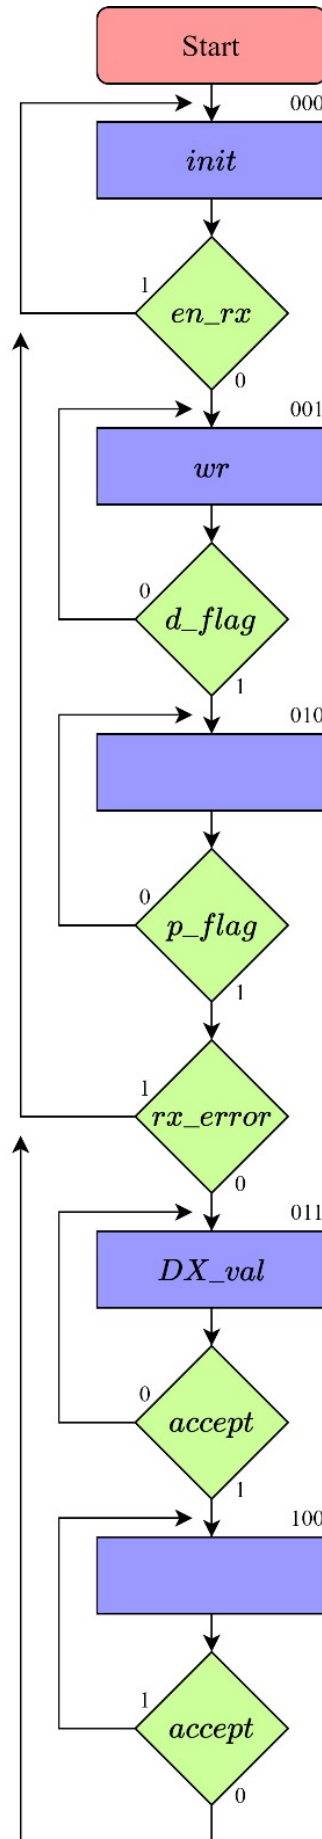 Start
000
init
1
en_rx
0
001
wr
0
d_flag
1
010
0
p_flag
1
1
rx_error
0
011
DX_val
0
accept
1
100
1
accept
0